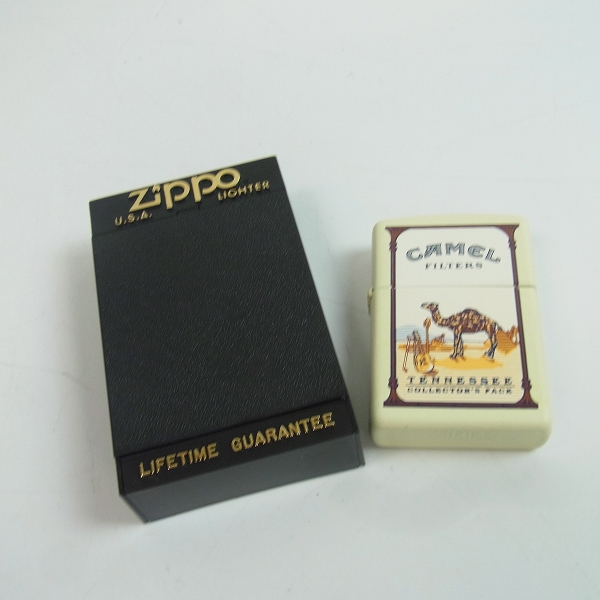 Zippo
U.S.A. LIGHTER
LIFETIME GUARANTEE
CAMEL
FILTERS
TENNESSEE
COLLECTOR'S PACK